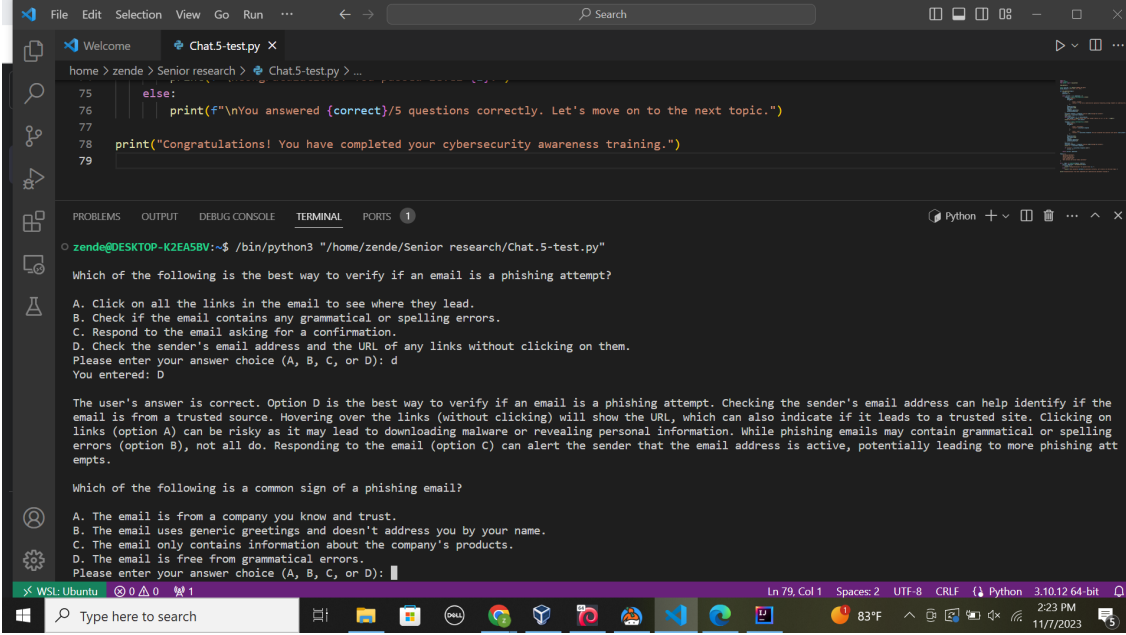 File Edit Selection View Go Run ··· Search
Welcome Chat.5-test.py
home > zende > Senior research > Chat.5-test.py > ...
75 else:
76 print(f"\nYou answered {correct}/5 questions correctly. Let's move on to the next topic.")
77
78 print("Congratulations! You have completed your cybersecurity awareness training.")
79
PROBLEMS OUTPUT DEBUG CONSOLE TERMINAL PORTS 1 Python
zende@DESKTOP-K2EA5BV:~$ /bin/python3 "/home/zende/Senior research/Chat.5-test.py"
Which of the following is the best way to verify if an email is a phishing attempt?
A. Click on all the links in the email to see where they lead.
B. Check if the email contains any grammatical or spelling errors.
C. Respond to the email asking for a confirmation.
D. Check the sender's email address and the URL of any links without clicking on them.
Please enter your answer choice (A, B, C, or D): d
You entered: D
The user's answer is correct. Option D is the best way to verify if an email is a phishing attempt. Checking the sender's email address can help identify if the
email is from a trusted source. Hovering over the links (without clicking) will show the URL, which can also indicate if it leads to a trusted site. Clicking on
links (option A) can be risky as it may lead to downloading malware or revealing personal information. While phishing emails may contain grammatical or spelling
errors (option B), not all do. Responding to the email (option C) can alert the sender that the email address is active, potentially leading to more phishing att
empts.
Which of the following is a common sign of a phishing email?
A. The email is from a company you know and trust.
B. The email uses generic greetings and doesn't address you by your name.
C. The email only contains information about the company's products.
D. The email is free from grammatical errors.
Please enter your answer choice (A, B, C, or D):
WSL: Ubuntu 0 0 1 Ln 79, Col 1 Spaces: 2 UTF-8 CRLF Python 3.10.12 64-bit
Type here to search DELL 83°F 2:23 PM
11/7/2023 5